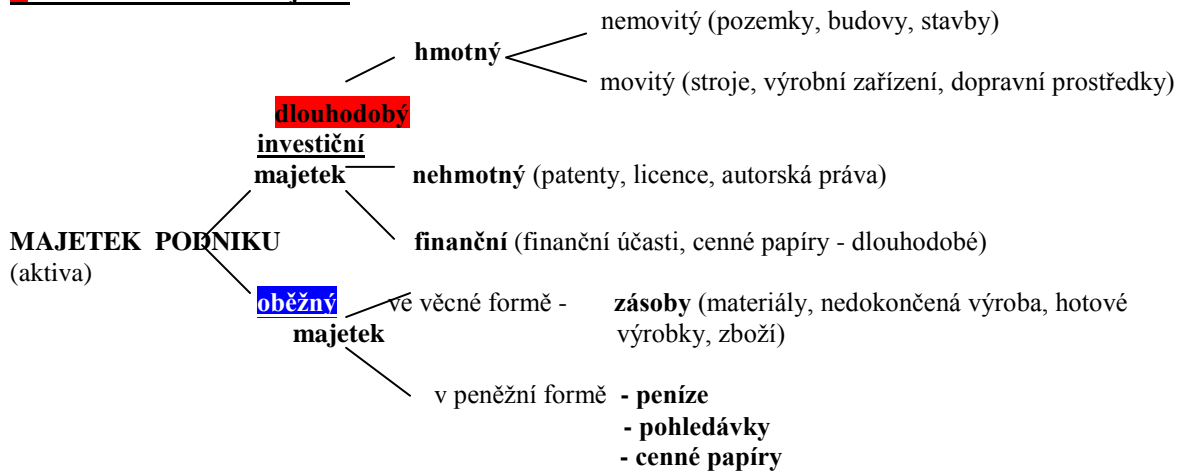 nemovitý (pozemky, budovy, stavby)
hmotný
movitý (stroje, výrobní zařízení, dopravní prostředky)
dlouhodobý
investiční
majetek nehmotný (patenty, licence, autorská práva)
MAJETEK PODNIKU finanční (finanční účasti, cenné papíry - dlouhodobé)
(aktiva)
oběžný ve věcné formě - zásoby (materiály, nedokončená výroba, hotové
majetek výrobky, zboží)
v peněžní formě - peníze
- pohledávky
- cenné papíry